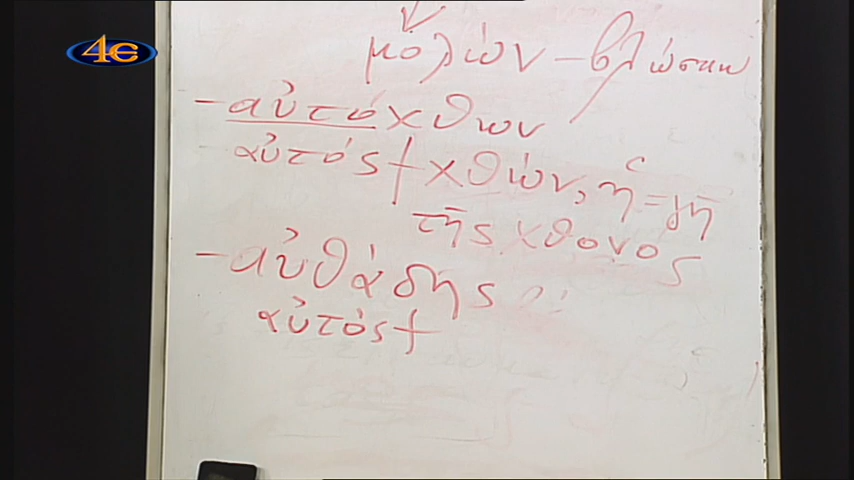 4Ε
μολών – βλώσκω
– αὐτόχθων
αὐτός + χθών, ἡ = γῆ
τῆς χθονός
– αὐθάδης
αὐτός +